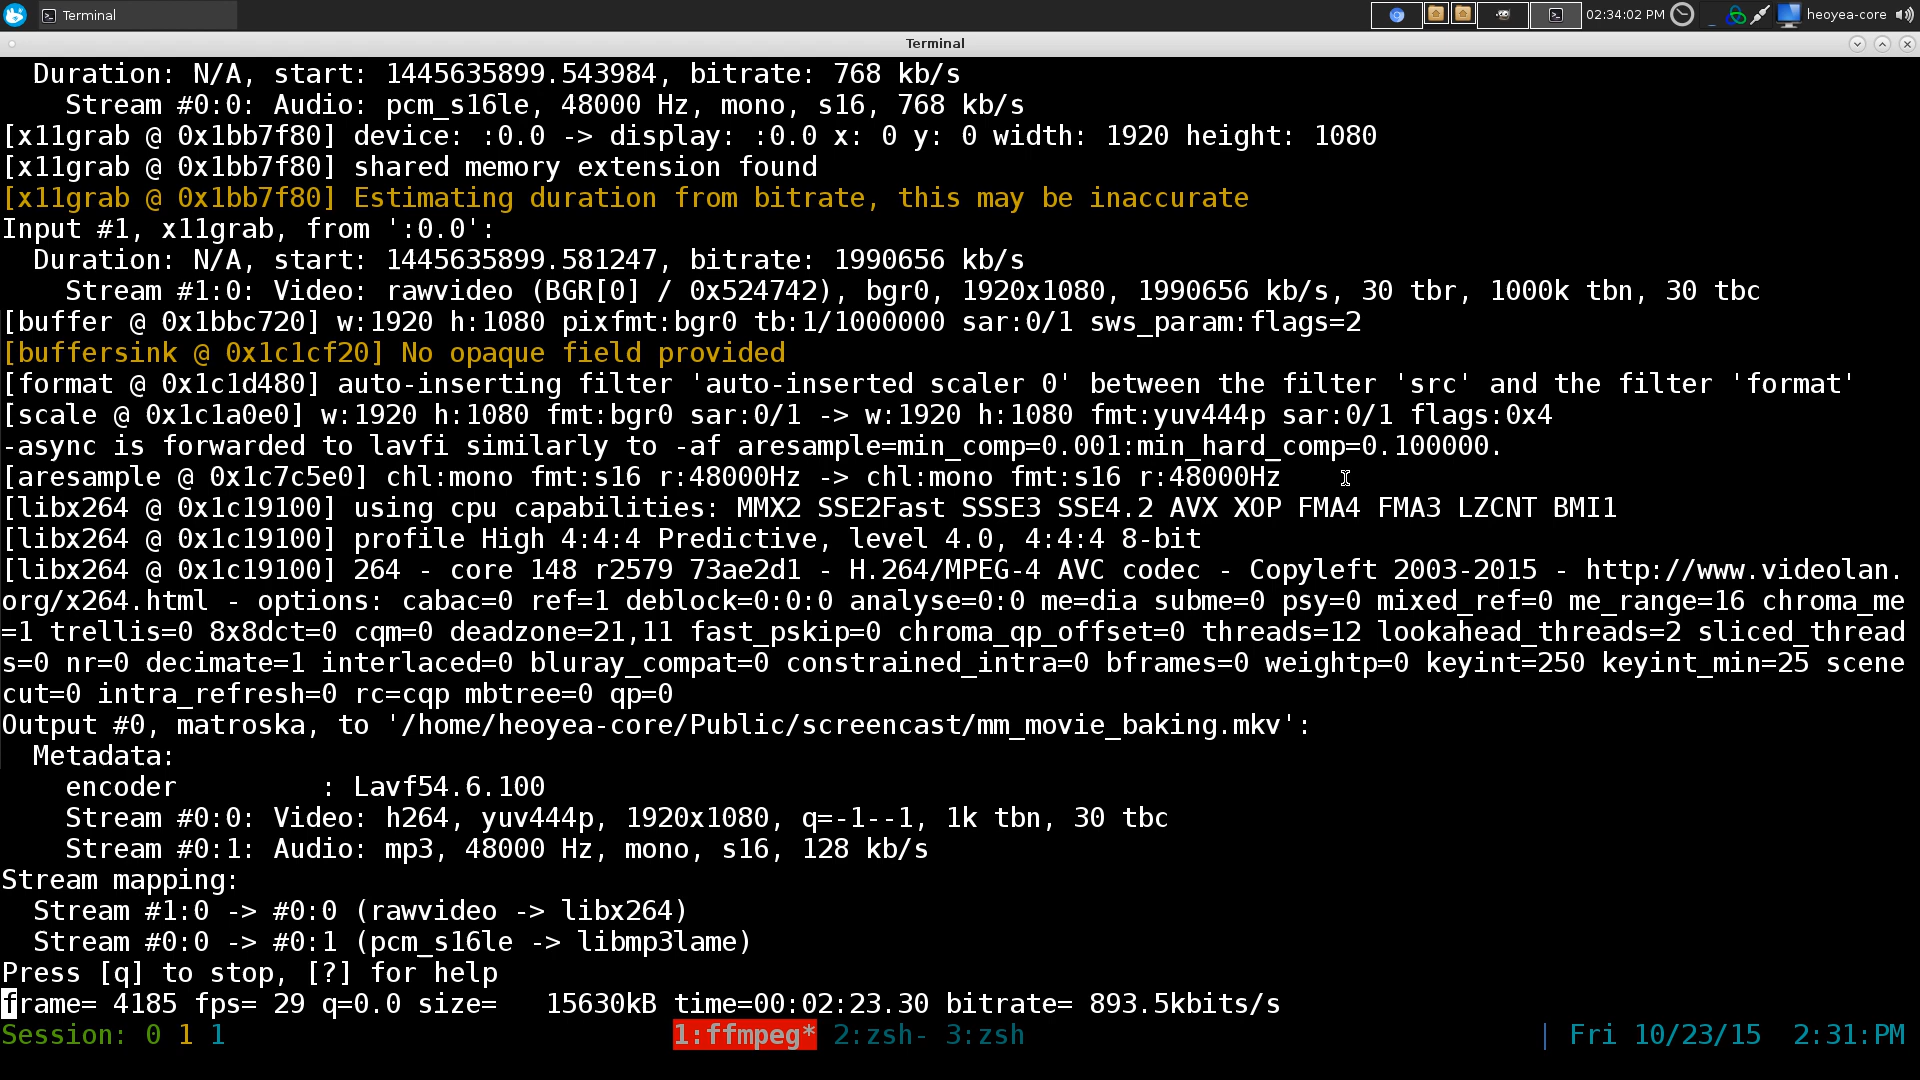 Terminal
02:34:02 PM
heoyea-core
Terminal
Duration: N/A, start: 1445635899.543984, bitrate: 768 kb/s
Stream #0:0: Audio: pcm_s16le, 48000 Hz, mono, s16, 768 kb/s
[x11grab @ 0x1bb7f80] device: :0.0 -> display: :0.0 x: 0 y: 0 width: 1920 height: 1080
[x11grab @ 0x1bb7f80] shared memory extension found
[x11grab @ 0x1bb7f80] Estimating duration from bitrate, this may be inaccurate
Input #1, x11grab, from ':0.0':
Duration: N/A, start: 1445635899.581247, bitrate: 1990656 kb/s
Stream #1:0: Video: rawvideo (BGR[0] / 0x524742), bgr0, 1920x1080, 1990656 kb/s, 30 tbr, 1000k tbn, 30 tbc
[buffer @ 0x1bbc720] w:1920 h:1080 pixfmt:bgr0 tb:1/1000000 sar:0/1 sws_param:flags=2
[buffersink @ 0x1c1cf20] No opaque field provided
[format @ 0x1c1d480] auto-inserting filter 'auto-inserted scaler 0' between the filter 'src' and the filter 'format'
[scale @ 0x1c1a0e0] w:1920 h:1080 fmt:bgr0 sar:0/1 -> w:1920 h:1080 fmt:yuv444p sar:0/1 flags:0x4
-async is forwarded to lavfi similarly to -af aresample=min_comp=0.001:min_hard_comp=0.100000.
[aresample @ 0x1c7c5e0] chl:mono fmt:s16 r:48000Hz -> chl:mono fmt:s16 r:48000Hz
[libx264 @ 0x1c19100] using cpu capabilities: MMX2 SSE2Fast SSSE3 SSE4.2 AVX XOP FMA4 FMA3 LZCNT BMI1
[libx264 @ 0x1c19100] profile High 4:4:4 Predictive, level 4.0, 4:4:4 8-bit
[libx264 @ 0x1c19100] 264 - core 148 r2579 73ae2d1 - H.264/MPEG-4 AVC codec - Copyleft 2003-2015 - http://www.videolan.
org/x264.html - options: cabac=0 ref=1 deblock=0:0:0 analyse=0:0 me=dia subme=0 psy=0 mixed_ref=0 me_range=16 chroma_me
=1 trellis=0 8x8dct=0 cqm=0 deadzone=21,11 fast_pskip=0 chroma_qp_offset=0 threads=12 lookahead_threads=2 sliced_thread
s=0 nr=0 decimate=1 interlaced=0 bluray_compat=0 constrained_intra=0 bframes=0 weightp=0 keyint=250 keyint_min=25 scene
cut=0 intra_refresh=0 rc=cqp mbtree=0 qp=0
Output #0, matroska, to '/home/heoyea-core/Public/screencast/mm_movie_baking.mkv':
Metadata:
encoder : Lavf54.6.100
Stream #0:0: Video: h264, yuv444p, 1920x1080, q=-1--1, 1k tbn, 30 tbc
Stream #0:1: Audio: mp3, 48000 Hz, mono, s16, 128 kb/s
Stream mapping:
Stream #1:0 -> #0:0 (rawvideo -> libx264)
Stream #0:0 -> #0:1 (pcm_s16le -> libmp3lame)
Press [q] to stop, [?] for help
frame= 4185 fps= 29 q=0.0 size= 15630kB time=00:02:23.30 bitrate= 893.5kbits/s
Session: 0 1 1 1:ffmpeg* 2:zsh- 3:zsh | Fri 10/23/15 2:31:PM